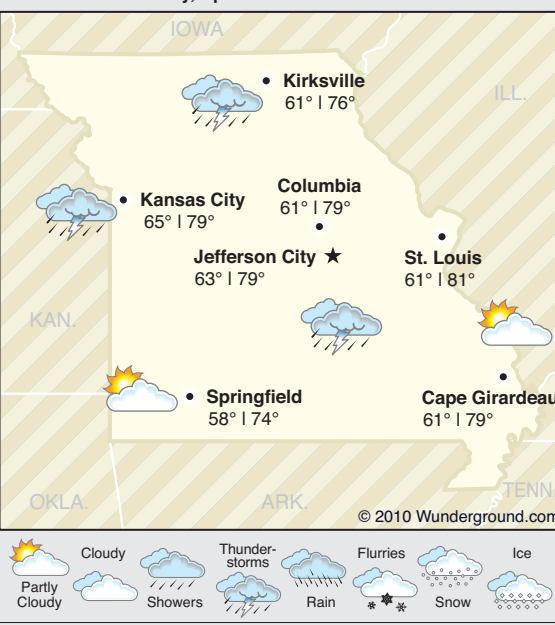 IOWA
Kirksville
61° | 76°
ILL.
Columbia
61° | 79°
Kansas City
65° | 79°
Jefferson City
63° | 79°
St. Louis
61° | 81°
KAN.
Springfield
58° | 74°
Cape Girardeau
61° | 79°
OKLA.
ARK.
TENN
© 2010 Wunderground.com
Partly
Cloudy
Cloudy
Showers
Thunder-
storms
Rain
Flurries
Snow
Ice